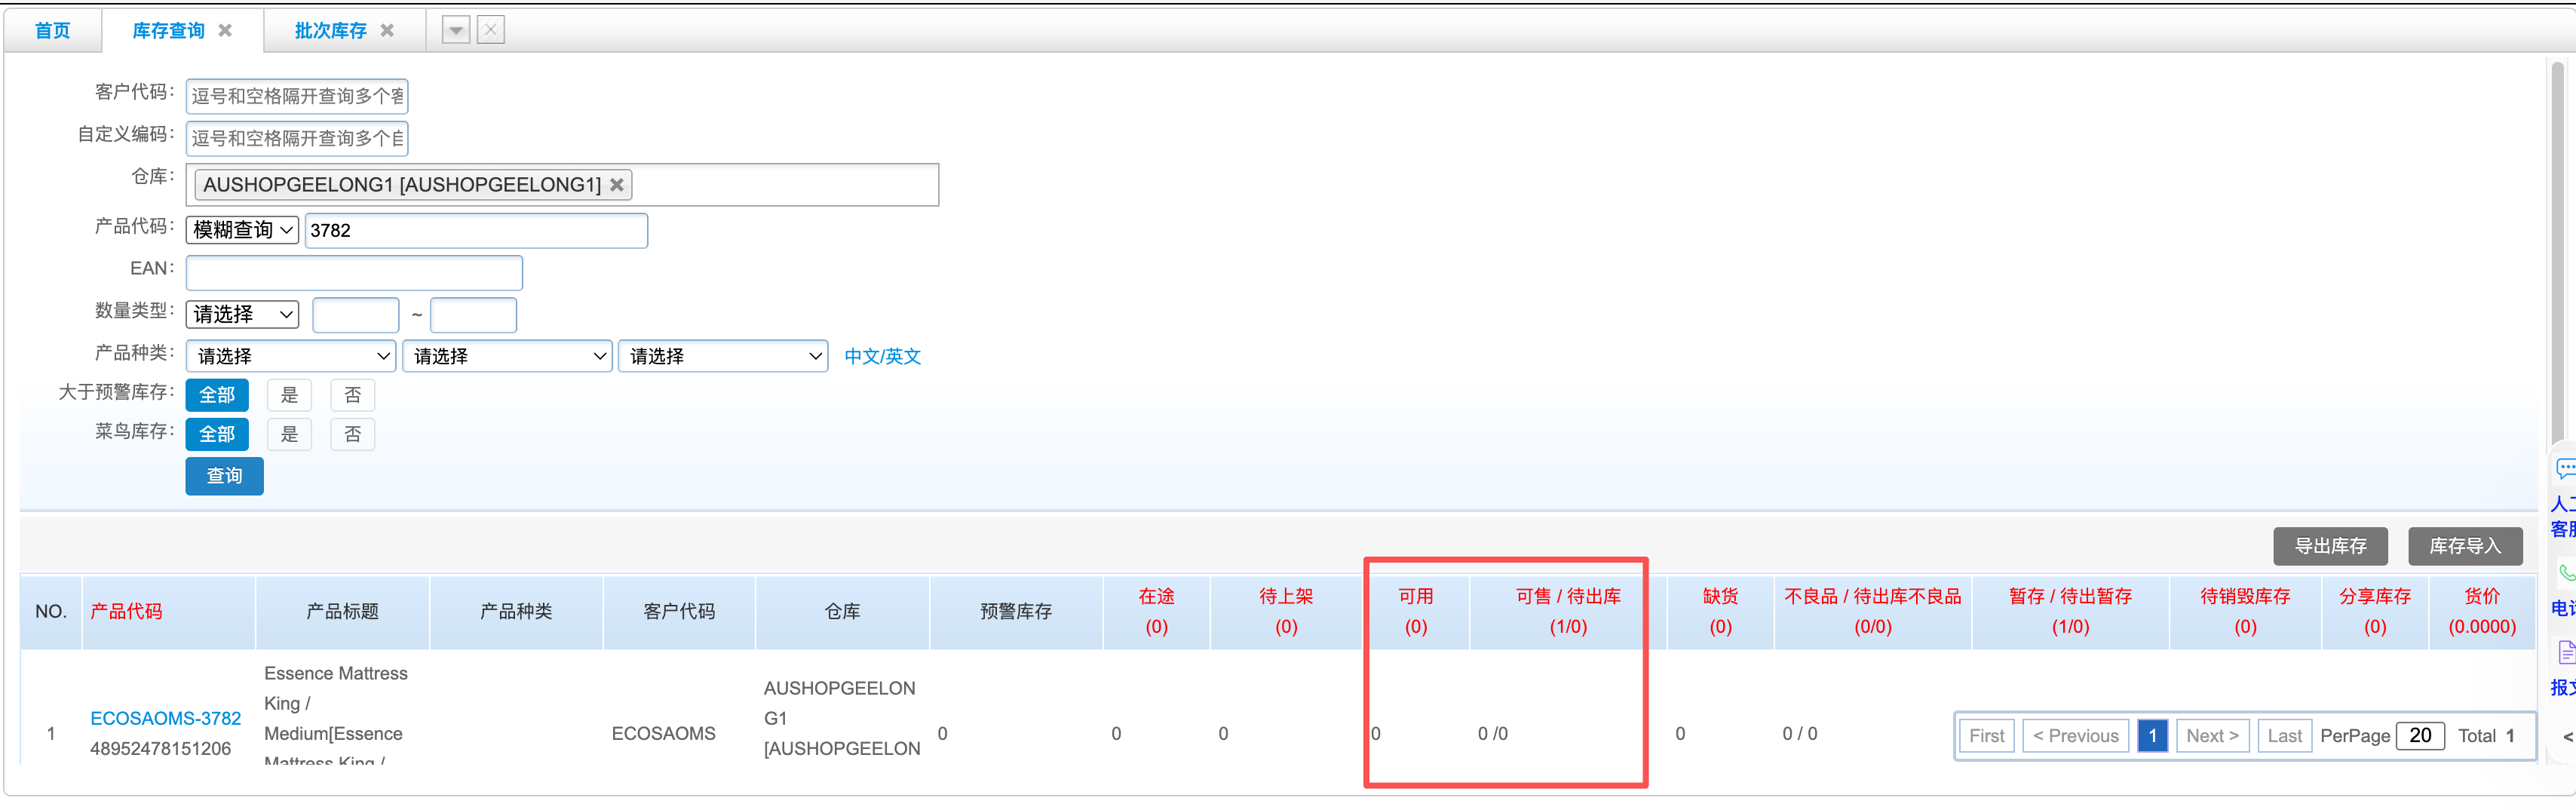 首页
库存查询
批次库存
客户代码:
逗号和空格隔开查询多个客
自定义编码:
逗号和空格隔开查询多个自
仓库:
AUSHOPGEELONG1 [AUSHOPGEELONG1]
产品代码:
模糊查询
3782
EAN:
数量类型:
请选择
~
产品种类:
请选择
请选择
请选择
中文/英文
大于预警库存:
全部
是
否
菜鸟库存:
全部
是
否
查询
人工
客服
电话
导出库存
库存导入
NO.
产品代码
产品标题
产品种类
客户代码
仓库
预警库存
在途
(0)
待上架
(0)
可用
(0)
可售 / 待出库
(1/0)
缺货
(0)
不良品 / 待出库不良品
(0/0)
暂存 / 待出暂存
(1/0)
待销毁库存
(0)
分享库存
(0)
货价
(0.0000)
1
ECOSAOMS-3782
48952478151206
Essence Mattress
King /
Medium[Essence
Mattress King /
ECOSAOMS
AUSHOPGEELON
G1
[AUSHOPGEELON
0
0
0
0
0 /0
0
0 / 0
First
< Previous
1
Next >
Last
PerPage
20
Total 1
<